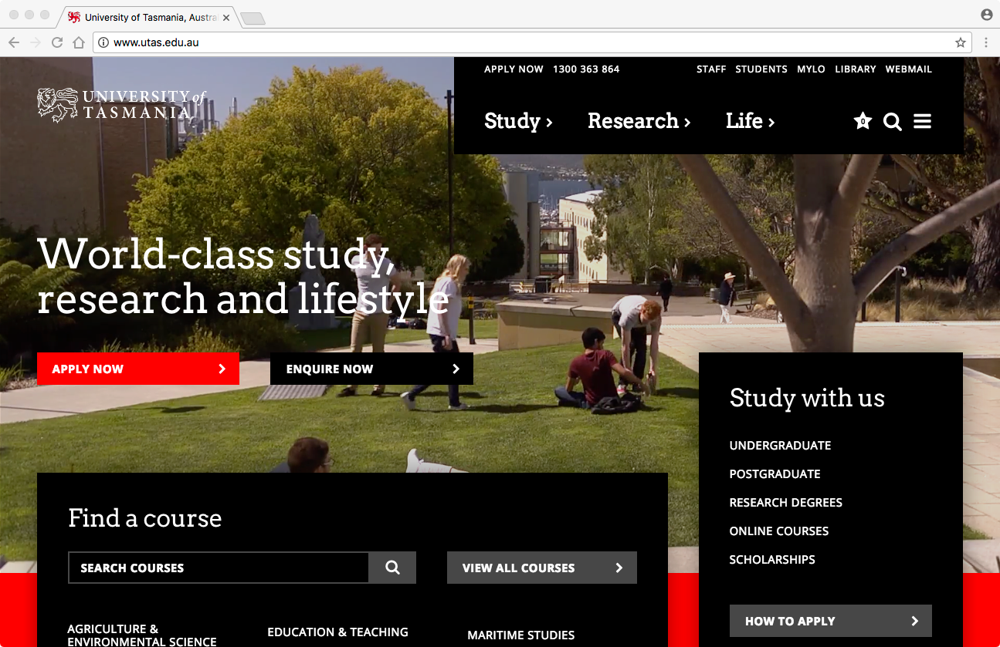 University of Tasmania, Austra
www.utas.edu.au
APPLY NOW 1300 363 864 STAFF STUDENTS MYLO LIBRARY WEBMAIL
UNIVERSITY of
TASMANIA
Study Research Life 0
World-class study,
research and lifestyle
APPLY NOW ENQUIRE NOW
Study with us
UNDERGRADUATE
POSTGRADUATE
RESEARCH DEGREES
ONLINE COURSES
SCHOLARSHIPS
HOW TO APPLY
Find a course
SEARCH COURSES VIEW ALL COURSES
AGRICULTURE &
ENVIRONMENTAL SCIENCE
EDUCATION & TEACHING
MARITIME STUDIES